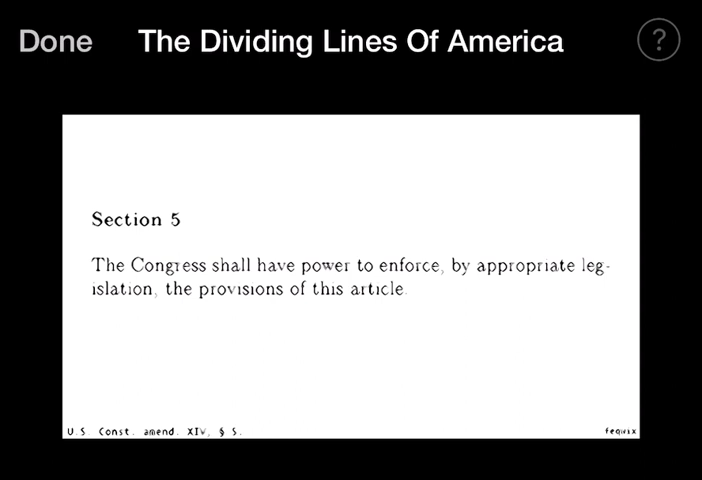 Done The Dividing Lines Of America ?
Section 5
The Congress shall have power to enforce, by appropriate leg-
islation, the provisions of this article.
U.S. Const. amend. XIV, § 5.
feqwix